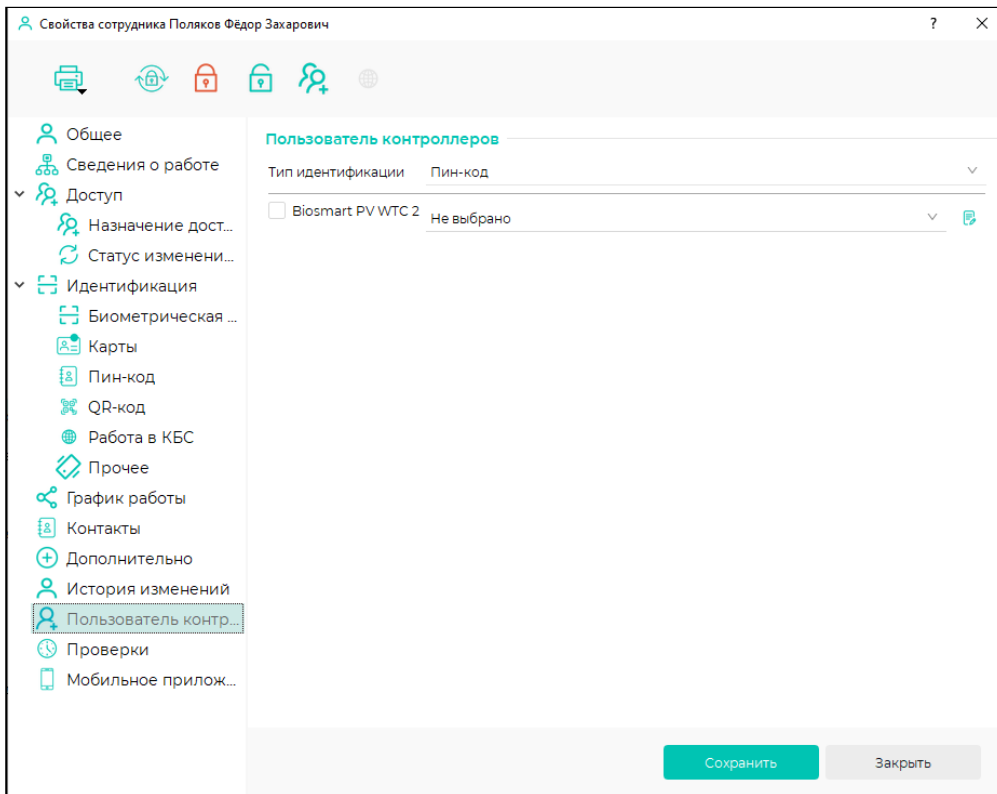 Свойства сотрудника Поляков Фёдор Захарович
?
Общее
Сведения о работе
Доступ
Назначение дост...
Статус изменени...
Идентификация
Биометрическая ...
Карты
Пин-код
QR-код
Работа в КБС
Прочее
График работы
Контакты
Дополнительно
История изменений
Пользователь контр...
Проверки
Мобильное прилож...
Пользователь контроллеров
Тип идентификации Пин-код
Biosmart PV WTC 2 Не выбрано
Сохранить Закрыть